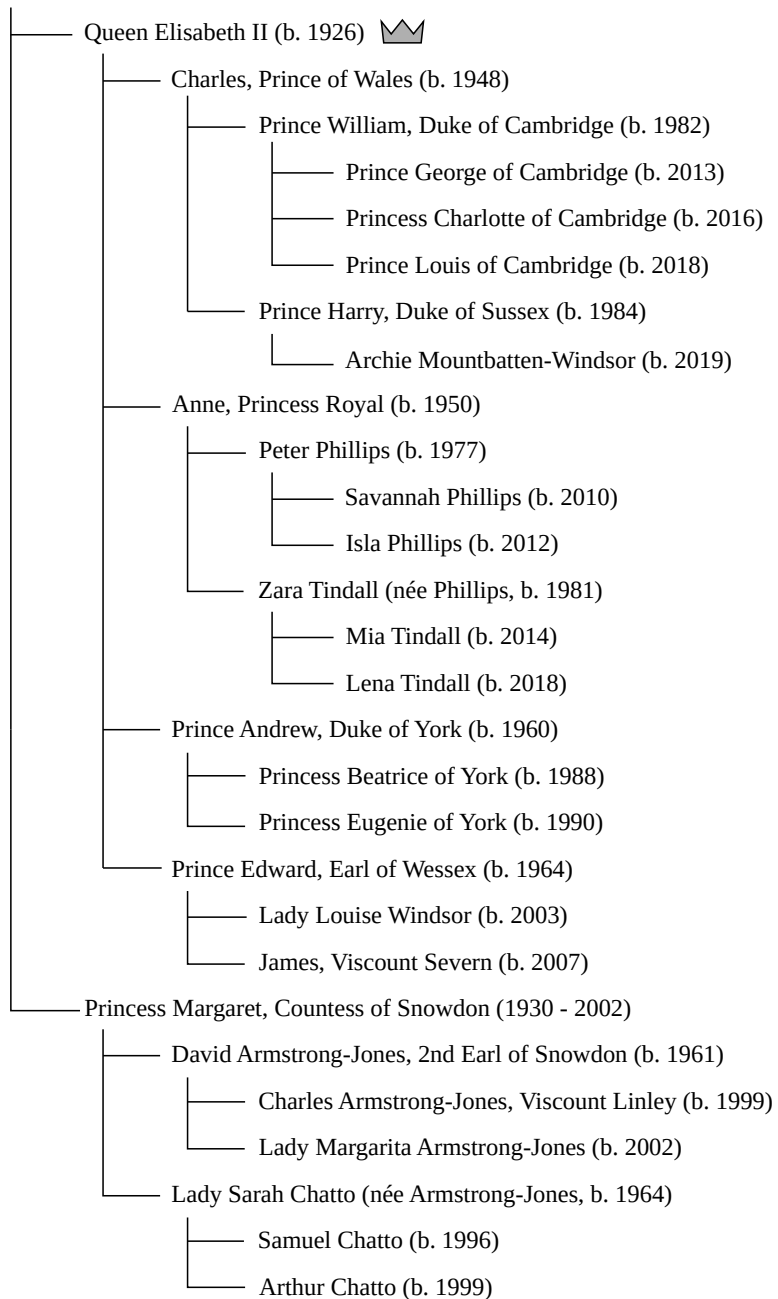 Queen Elisabeth II (b. 1926)
Charles, Prince of Wales (b. 1948)
Prince William, Duke of Cambridge (b. 1982)
Prince George of Cambridge (b. 2013)
Princess Charlotte of Cambridge (b. 2016)
Prince Louis of Cambridge (b. 2018)
Prince Harry, Duke of Sussex (b. 1984)
Archie Mountbatten-Windsor (b. 2019)
Anne, Princess Royal (b. 1950)
Peter Phillips (b. 1977)
Savannah Phillips (b. 2010)
Isla Phillips (b. 2012)
Zara Tindall (née Phillips, b. 1981)
Mia Tindall (b. 2014)
Lena Tindall (b. 2018)
Prince Andrew, Duke of York (b. 1960)
Princess Beatrice of York (b. 1988)
Princess Eugenie of York (b. 1990)
Prince Edward, Earl of Wessex (b. 1964)
Lady Louise Windsor (b. 2003)
James, Viscount Severn (b. 2007)
Princess Margaret, Countess of Snowdon (1930 - 2002)
David Armstrong-Jones, 2nd Earl of Snowdon (b. 1961)
Charles Armstrong-Jones, Viscount Linley (b. 1999)
Lady Margarita Armstrong-Jones (b. 2002)
Lady Sarah Chatto (née Armstrong-Jones, b. 1964)
Samuel Chatto (b. 1996)
Arthur Chatto (b. 1999)